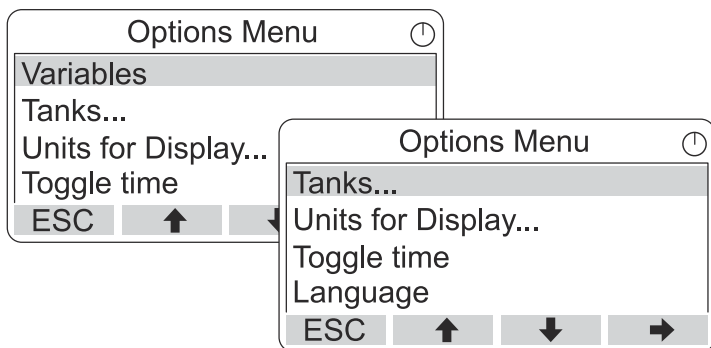 Options Menu
Variables
Tanks...
Units for Display...
Toggle time
ESC
Options Menu
Tanks...
Units for Display...
Toggle time
Language
ESC